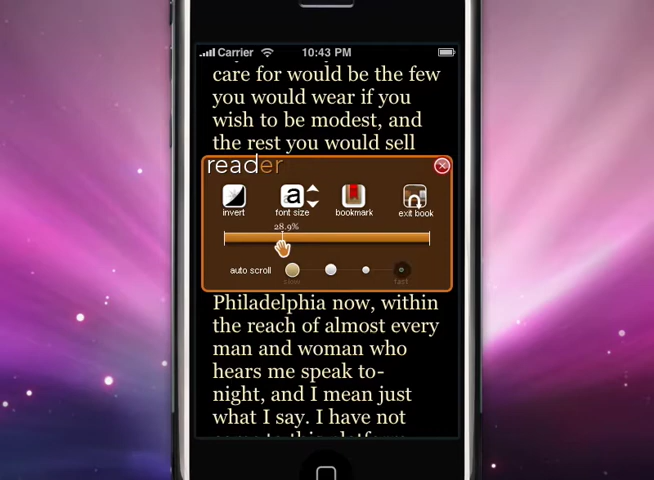 Carrier 10:43 PM
care for would be the few
you would wear if you
wish to be modest, and
the rest you would sell
reader
invert font size bookmark exit book
28.9%
auto scroll
slow fast
Philadelphia now, within
the reach of almost every
man and woman who
hears me speak to-
night, and I mean just
what I say. I have not